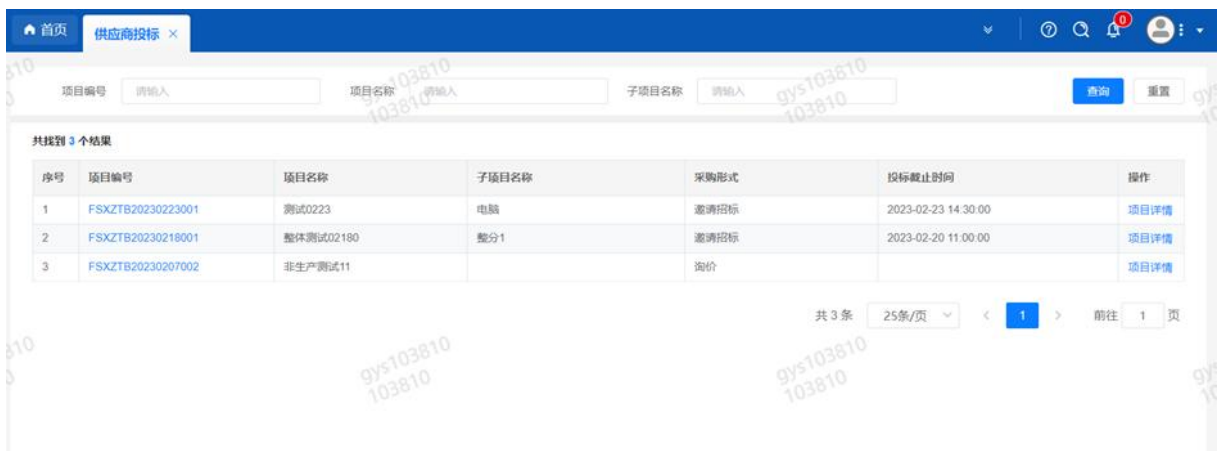 首页 供应商投标 × 0
项目编号 请输入 项目名称 请输入 子项目名称 请输入 查询 重置
共找到 3 个结果
序号 项目编号 项目名称 子项目名称 采购形式 投标截止时间 操作
1 FSXZTB20230223001 测试0223 电脑 邀请招标 2023-02-23 14:30:00 项目详情
2 FSXZTB20230218001 整体测试02180 整分1 邀请招标 2023-02-20 11:00:00 项目详情
3 FSXZTB20230207002 非生产测试11 询价 项目详情
共 3 条 25条/页 < 1 > 前往 1 页
gys103810
103810
gys103810
103810
gys103810
103810
gys103810
103810